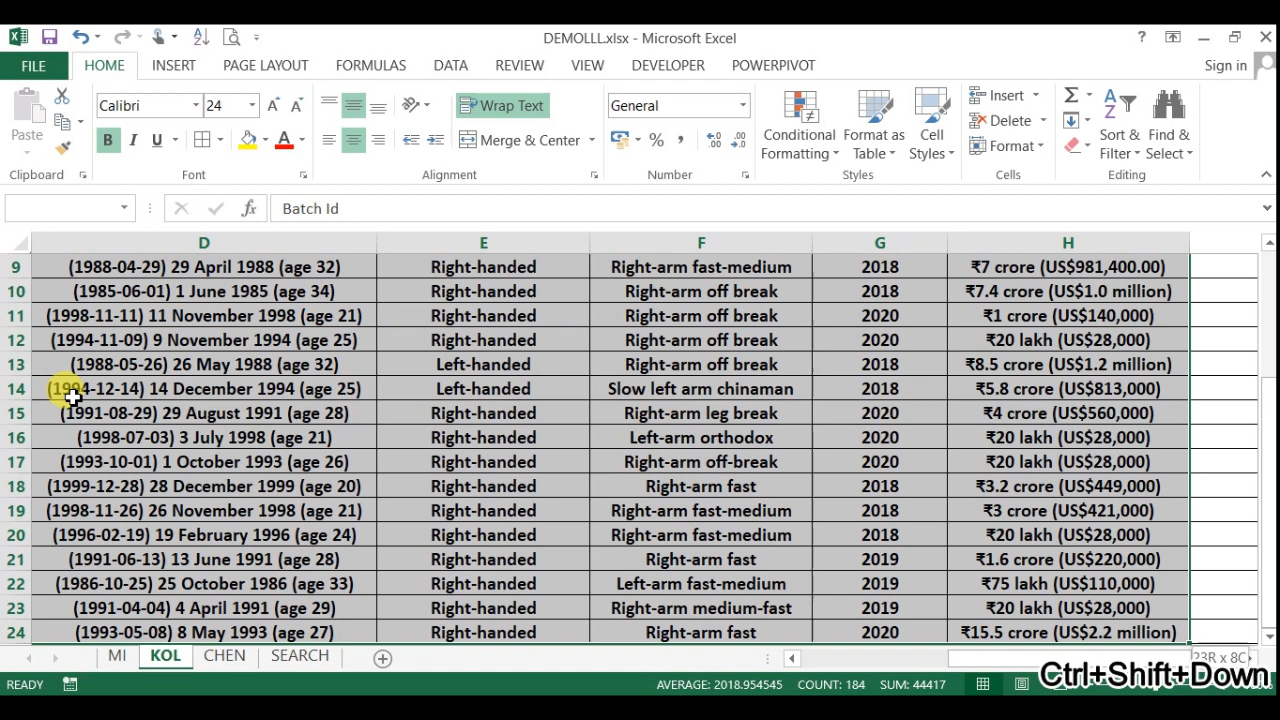 DEMOLLL.xlsx - Microsoft Excel
?
FILE HOME INSERT PAGE LAYOUT FORMULAS DATA REVIEW VIEW DEVELOPER POWERPIVOT Sign in
Paste
Calibri 24
B I U
Wrap Text
Merge & Center
General
%
Conditional Formatting
Format as Table
Cell Styles
Insert
Delete
Format
Sort & Filter
Find & Select
Clipboard Font Alignment Number Styles Cells Editing
fx Batch Id
D E F G H
9 (1988-04-29) 29 April 1988 (age 32) Right-handed Right-arm fast-medium 2018 ₹7 crore (US$981,400.00)
10 (1985-06-01) 1 June 1985 (age 34) Right-handed Right-arm off break 2018 ₹7.4 crore (US$1.0 million)
11 (1998-11-11) 11 November 1998 (age 21) Right-handed Right-arm off break 2020 ₹1 crore (US$140,000)
12 (1994-11-09) 9 November 1994 (age 25) Right-handed Right-arm off break 2020 ₹20 lakh (US$28,000)
13 (1988-05-26) 26 May 1988 (age 32) Left-handed Right-arm off break 2018 ₹8.5 crore (US$1.2 million)
14 (1994-12-14) 14 December 1994 (age 25) Left-handed Slow left arm chinaman 2018 ₹5.8 crore (US$813,000)
15 (1991-08-29) 29 August 1991 (age 28) Right-handed Right-arm leg break 2020 ₹4 crore (US$560,000)
16 (1998-07-03) 3 July 1998 (age 21) Right-handed Left-arm orthodox 2020 ₹20 lakh (US$28,000)
17 (1993-10-01) 1 October 1993 (age 26) Right-handed Right-arm off-break 2020 ₹20 lakh (US$28,000)
18 (1999-12-28) 28 December 1999 (age 20) Right-handed Right-arm fast 2018 ₹3.2 crore (US$449,000)
19 (1998-11-26) 26 November 1998 (age 21) Right-handed Right-arm fast-medium 2018 ₹3 crore (US$421,000)
20 (1996-02-19) 19 February 1996 (age 24) Right-handed Right-arm fast-medium 2018 ₹20 lakh (US$28,000)
21 (1991-06-13) 13 June 1991 (age 28) Right-handed Right-arm fast 2019 ₹1.6 crore (US$220,000)
22 (1986-10-25) 25 October 1986 (age 33) Right-handed Left-arm fast-medium 2019 ₹75 lakh (US$110,000)
23 (1991-04-04) 4 April 1991 (age 29) Right-handed Right-arm medium-fast 2019 ₹20 lakh (US$28,000)
24 (1993-05-08) 8 May 1993 (age 27) Right-handed Right-arm fast 2020 ₹15.5 crore (US$2.2 million)
MI KOL CHEN SEARCH
23R x 8C
READY AVERAGE: 2018.954545 COUNT: 184 SUM: 44417
Ctrl+Shift+Down